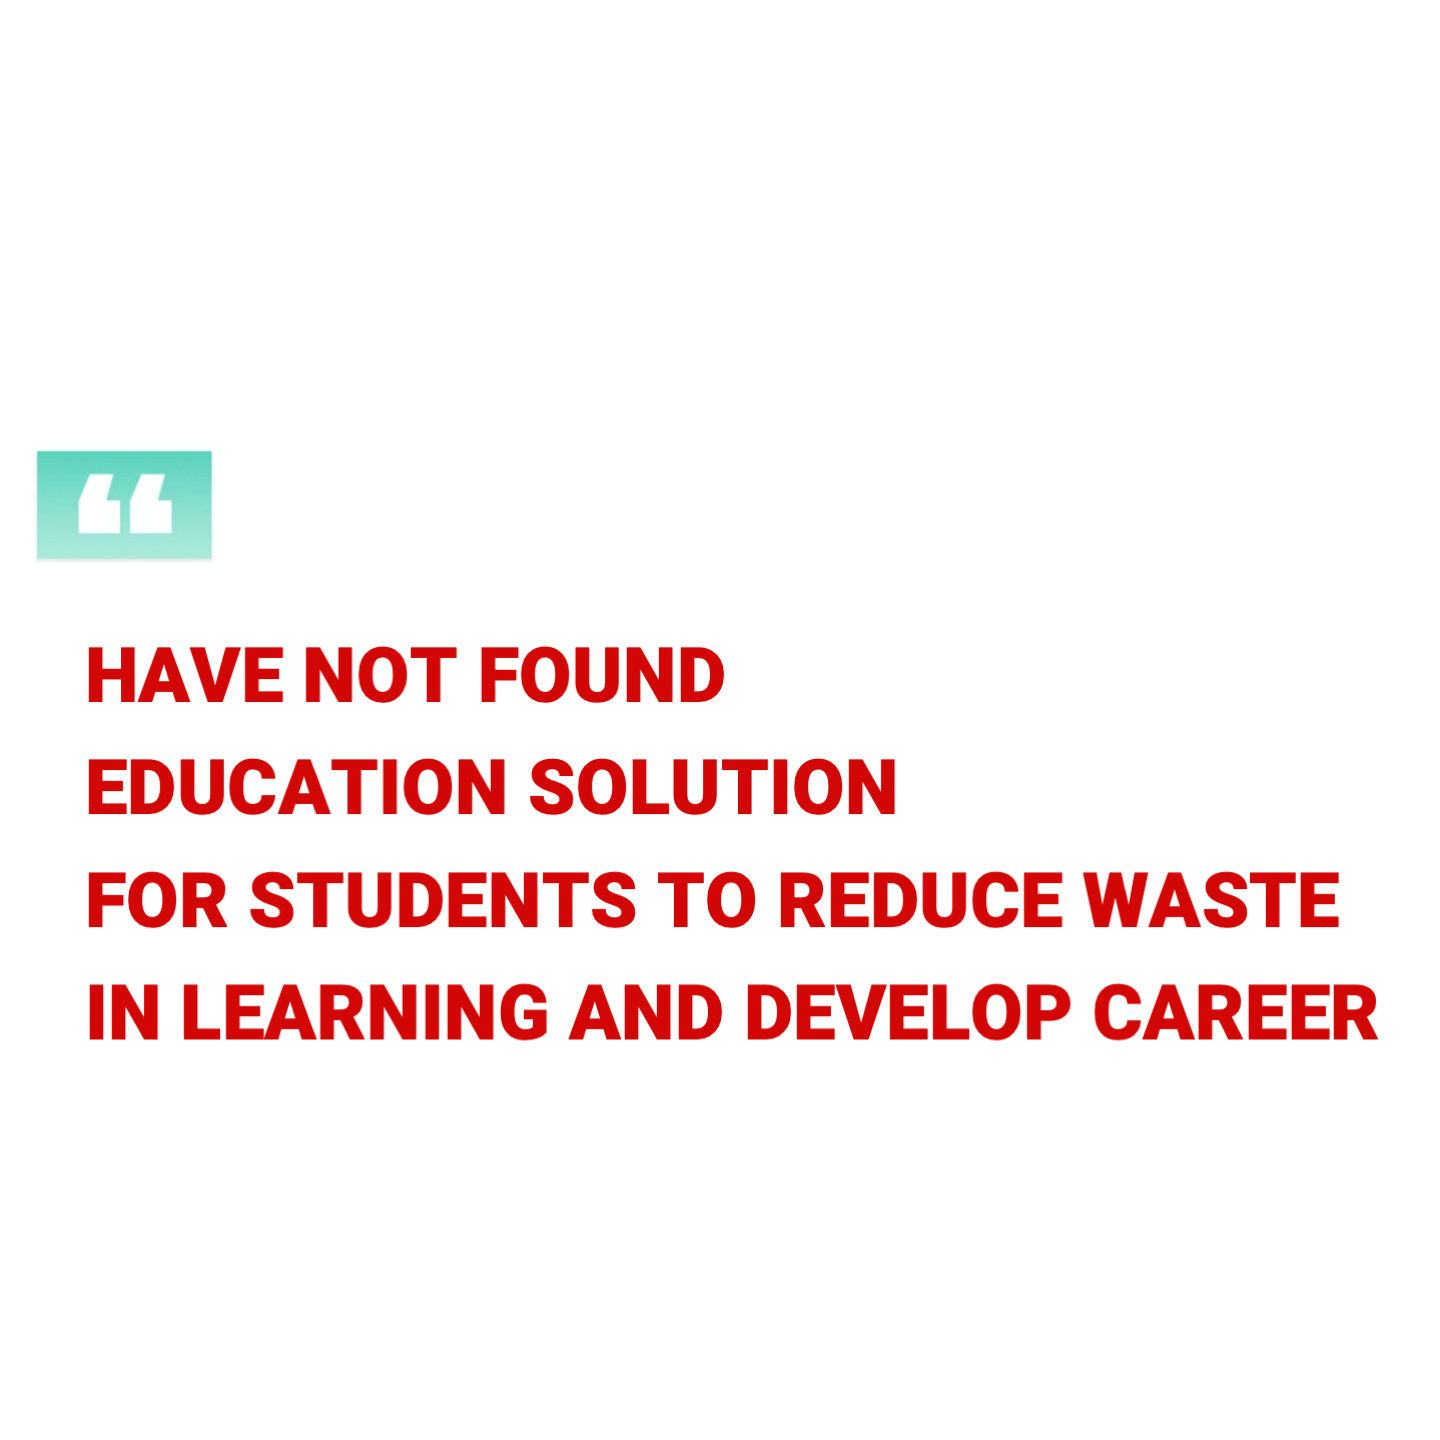 “
HAVE NOT FOUND
EDUCATION SOLUTION
FOR STUDENTS TO REDUCE WASTE
IN LEARNING AND DEVELOP CAREER